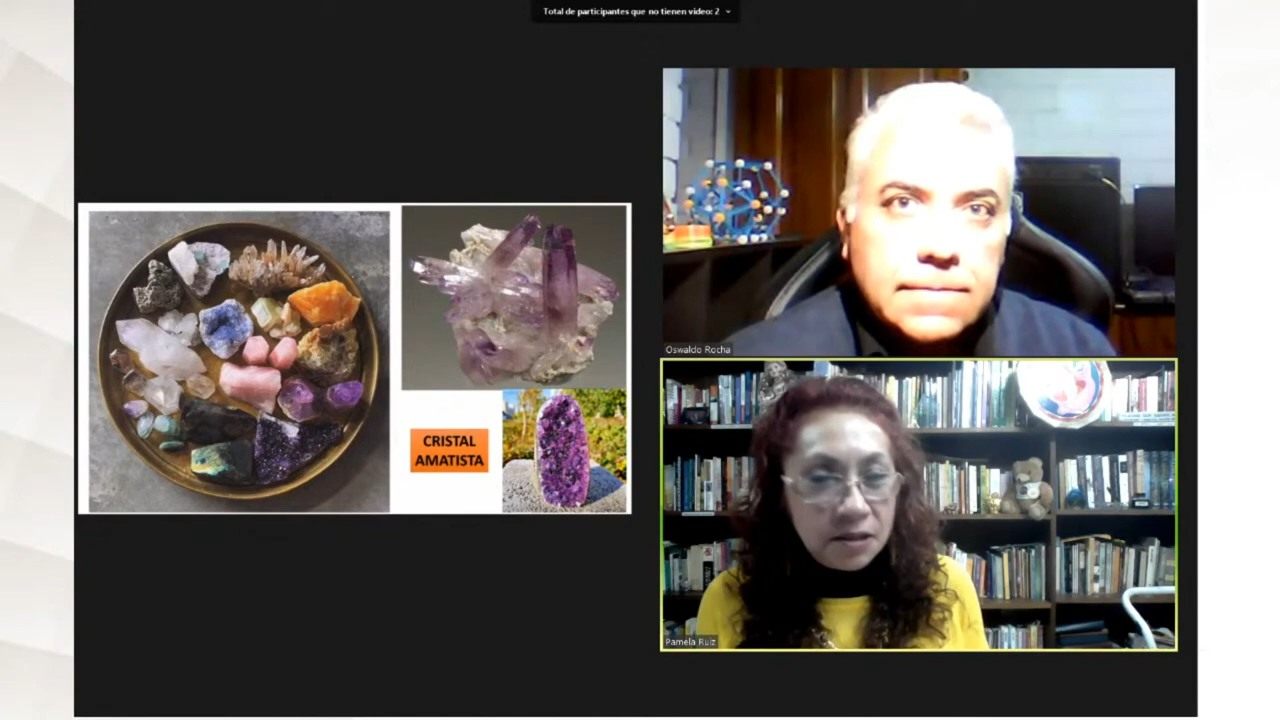 Total de participantes que no tienen video: 2
CRISTAL
AMATISTA
Oswaldo Rocha
Pamela Ruiz